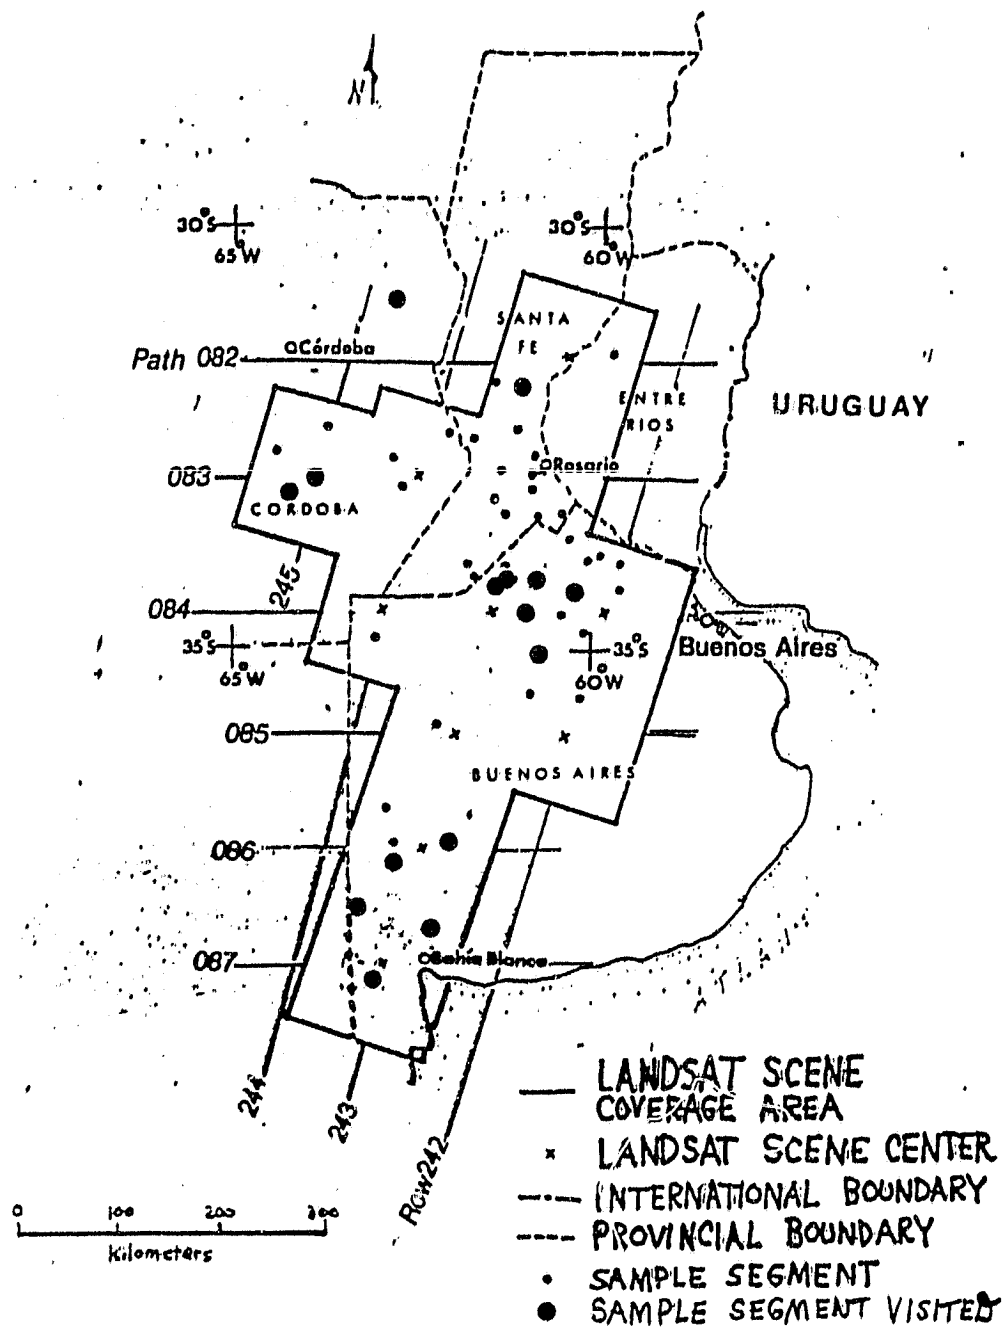 N
30°S
65°W
30°S
60°W
SANTA
FE
Path 082
Córdoba
ENTRE
RIOS
URUGUAY
083
Rosario
CORDOBA
245
084
35°S
65°W
35°S
60°W
Buenos Aires
085
BUENOS AIRES
086
087
Bahía Blanca
244
243
Row 242
LANDSAT SCENE
COVERAGE AREA
LANDSAT SCENE CENTER
INTERNATIONAL BOUNDARY
PROVINCIAL BOUNDARY
SAMPLE SEGMENT
SAMPLE SEGMENT VISITED
0 100 200 300
Kilometers